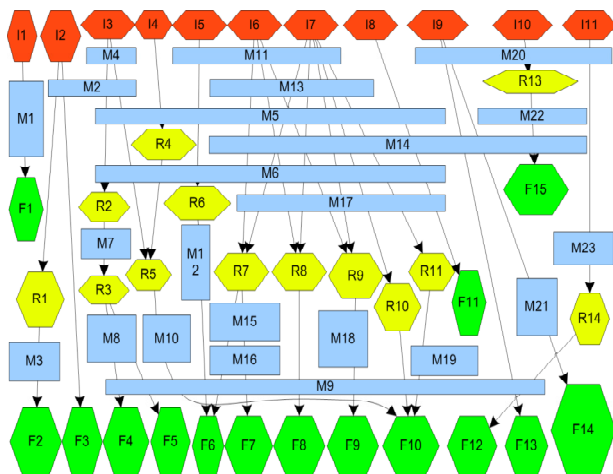 I1 I2 I3 I4 I5 I6 I7 I8 I9 I10 I11
M4 M11 M20
M2 M13 R13
M1 M5 M22
R4 M14
M6 F15
F1 R2 R6 M17
M7 M1 2 M23
R3 R5 R7 R8 R9 R11
R1 R10 F11 M21 R14
M8 M10 M15 M18
M3 M16 M19
M9
F2 F3 F4 F5 F6 F7 F8 F9 F10 F12 F13 F14